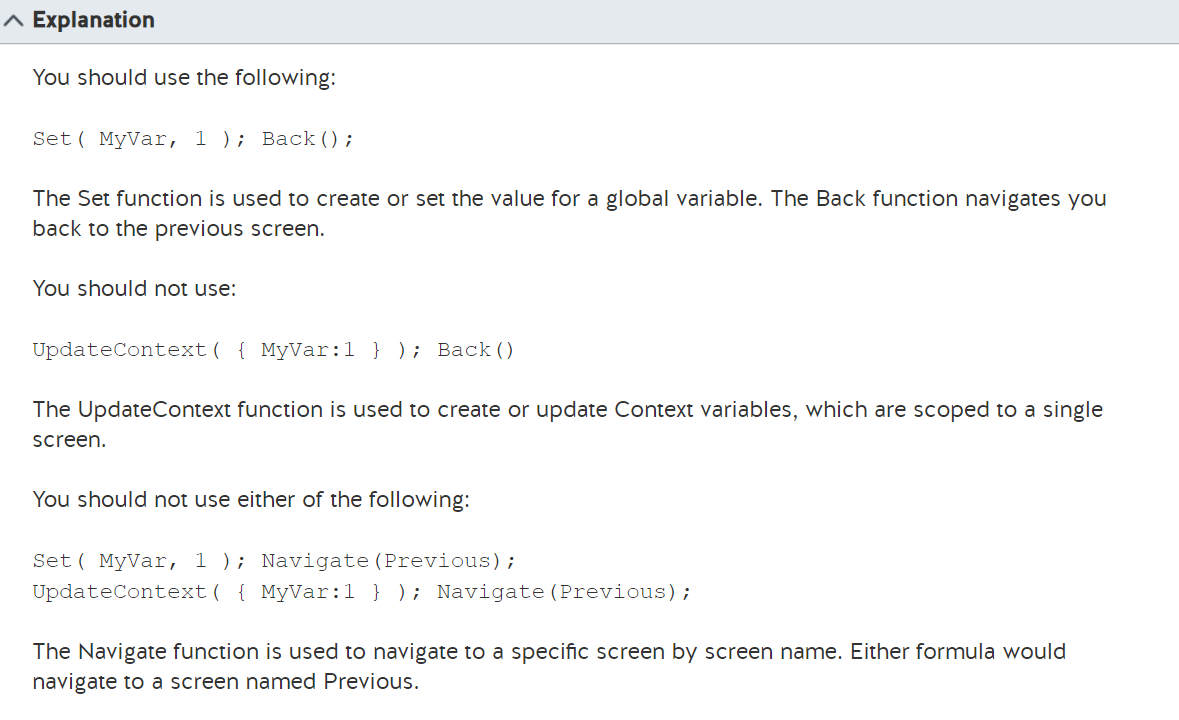 Explanation
You should use the following:
Set( MyVar, 1 ); Back();
The Set function is used to create or set the value for a global variable. The Back function navigates you
back to the previous screen.
You should not use:
UpdateContext( { MyVar:1 } ); Back()
The UpdateContext function is used to create or update Context variables, which are scoped to a single
screen.
You should not use either of the following:
Set( MyVar, 1 ); Navigate(Previous);
UpdateContext( { MyVar:1 } ); Navigate(Previous);
The Navigate function is used to navigate to a specific screen by screen name. Either formula would
navigate to a screen named Previous.